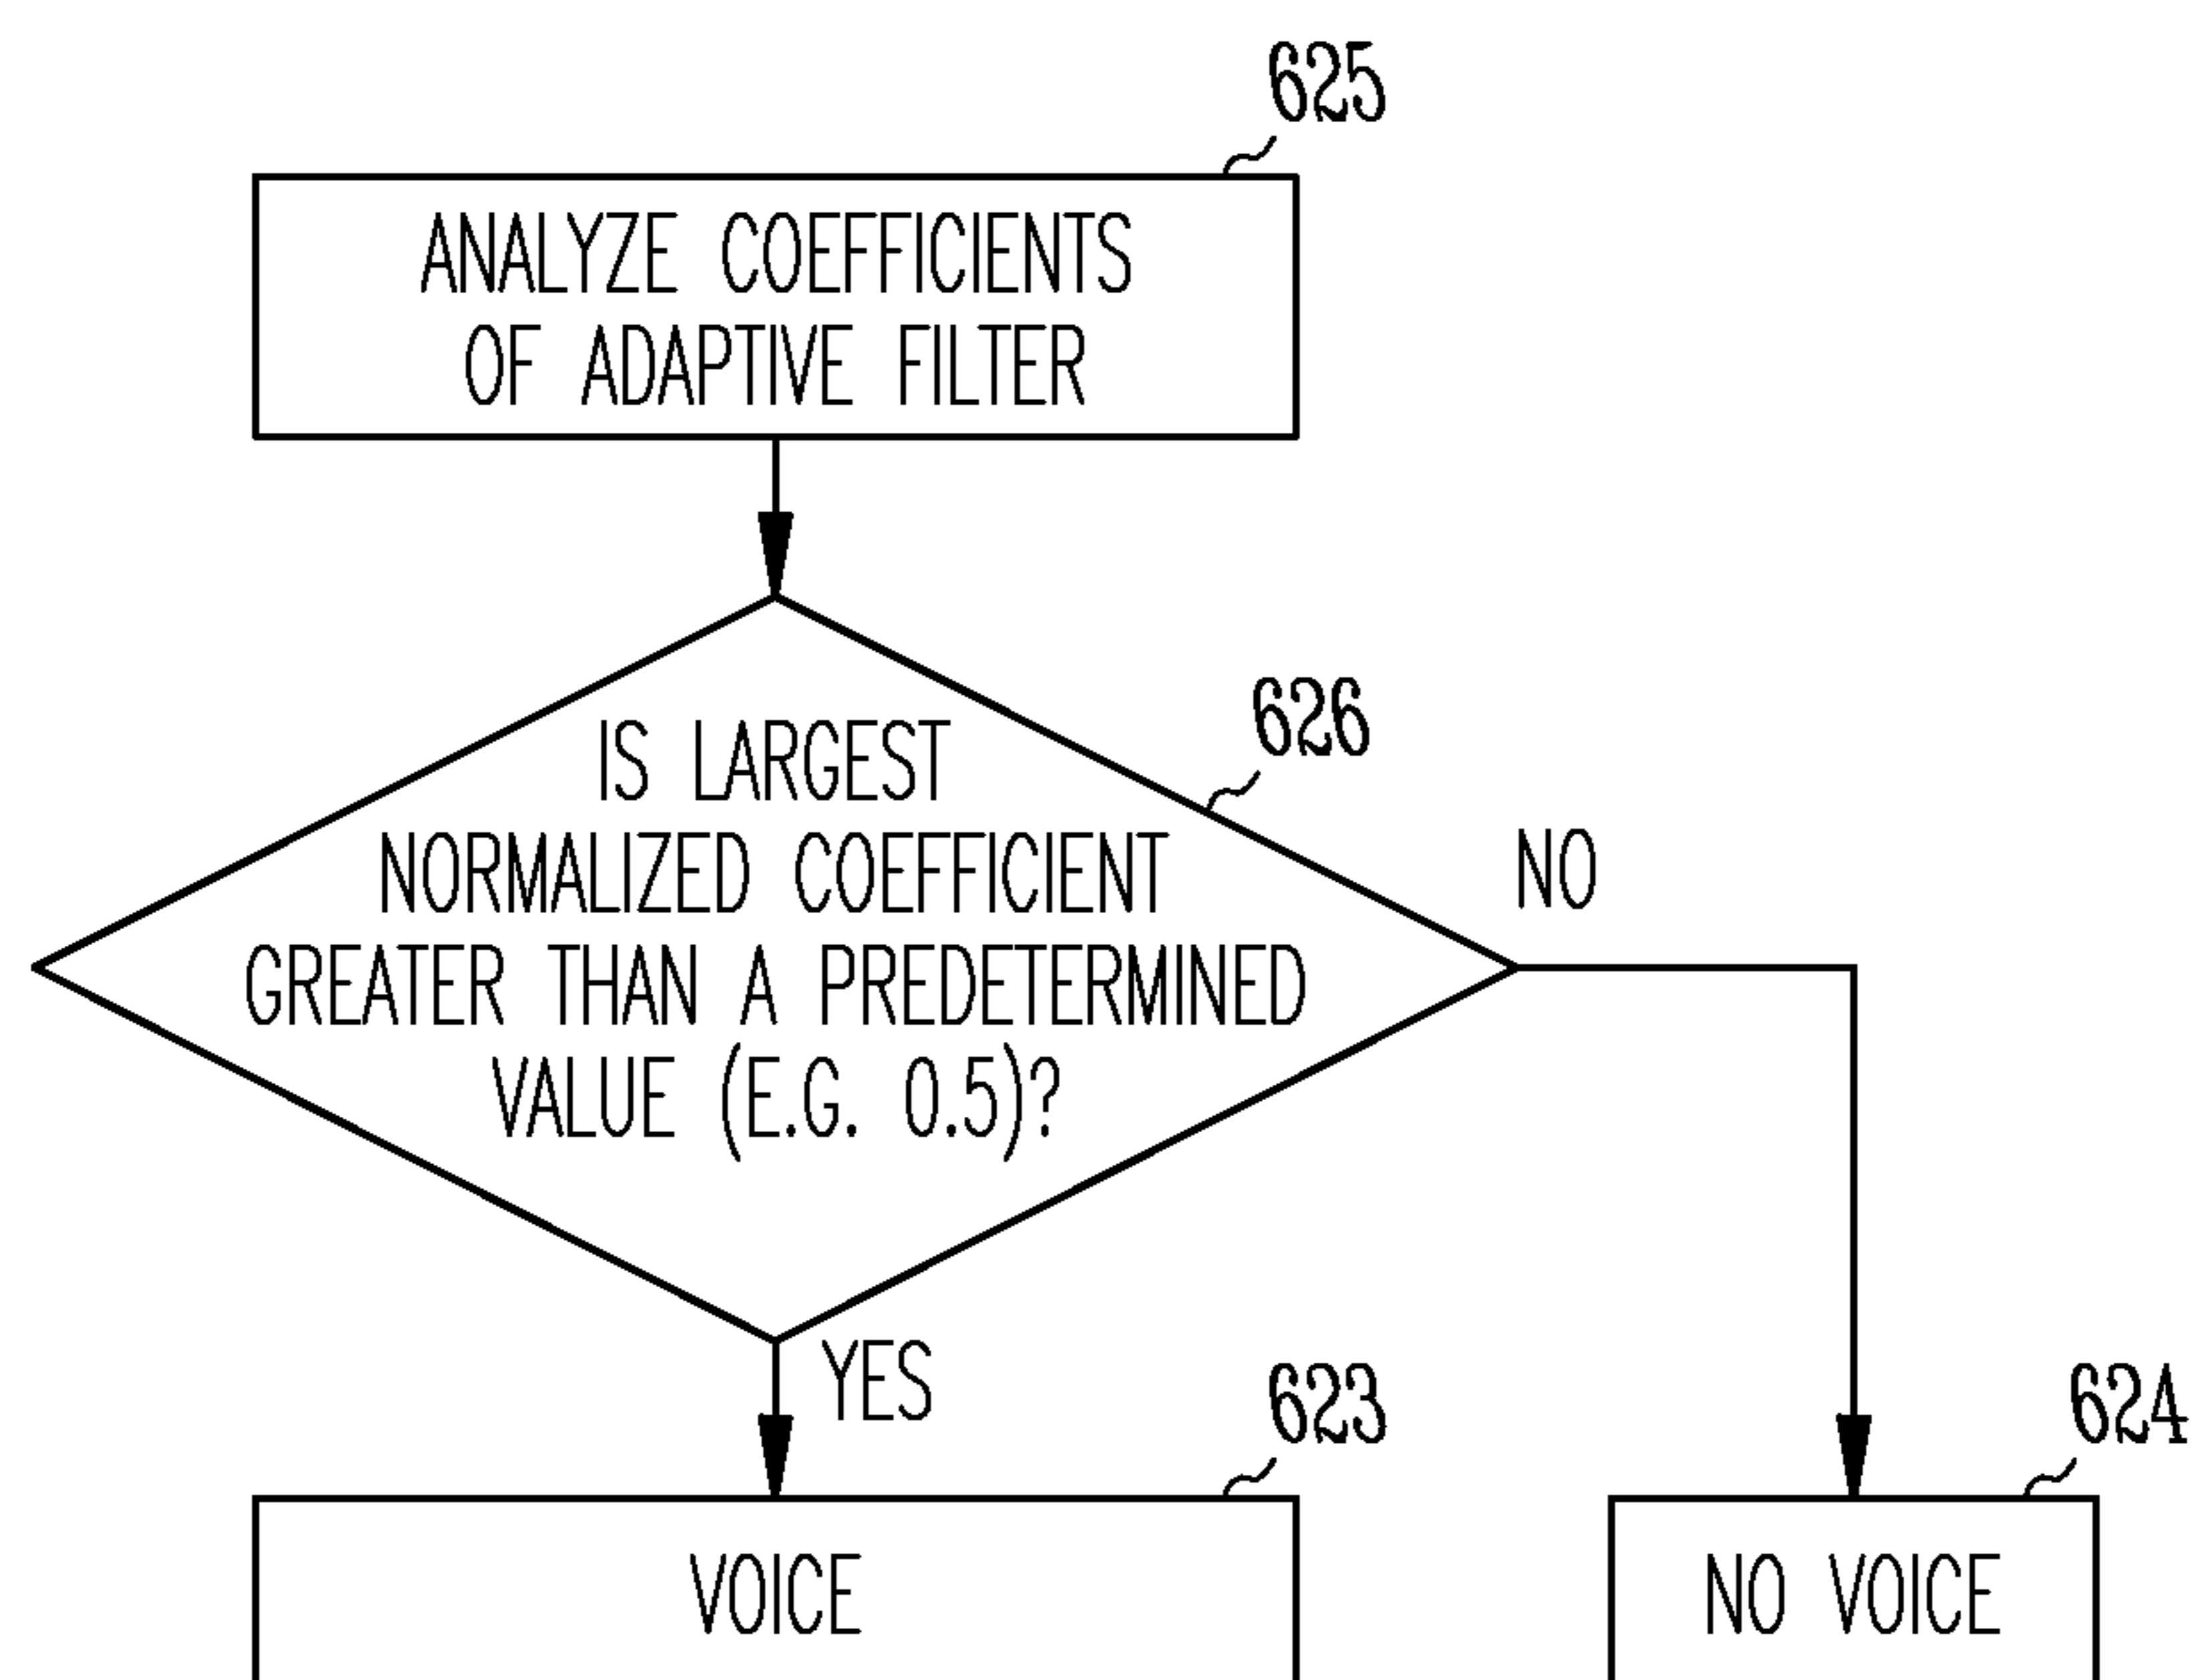 625
ANALYZE COEFFICIENTS
OF ADAPTIVE FILTER
626
IS LARGEST
NORMALIZED COEFFICIENT
GREATER THAN A PREDETERMINED
VALUE (E.G. 0.5)?
NO
YES
623
VOICE
624
NO VOICE